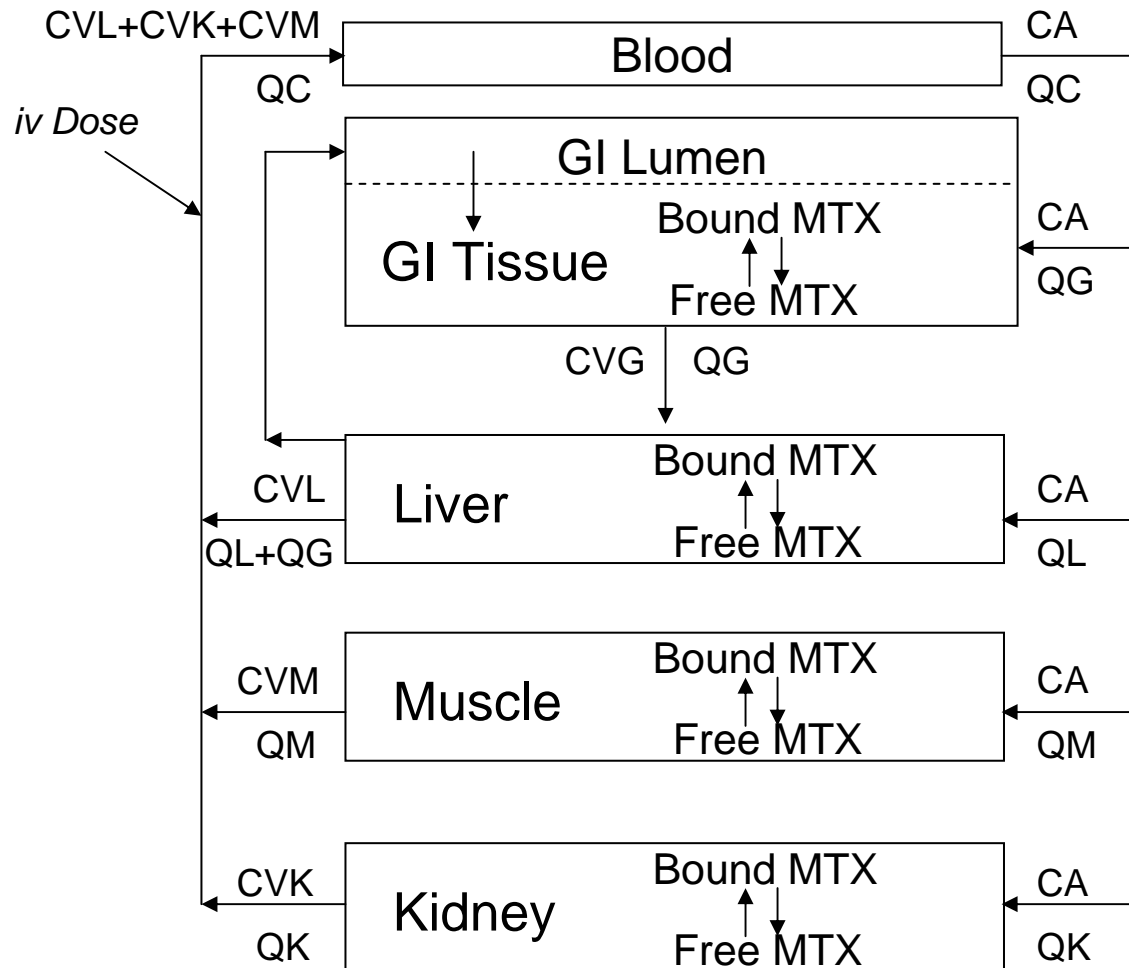 CVL+CVK+CVM
Blood
CA
QC
QC
iv Dose
GI Lumen
Bound MTX
GI Tissue
Free MTX
CA
QG
CVG QG
Bound MTX
Liver
Free MTX
CVL
QL+QG
CA
QL
Bound MTX
Muscle
Free MTX
CVM
QM
CA
QM
Bound MTX
Kidney
Free MTX
CVK
QK
CA
QK